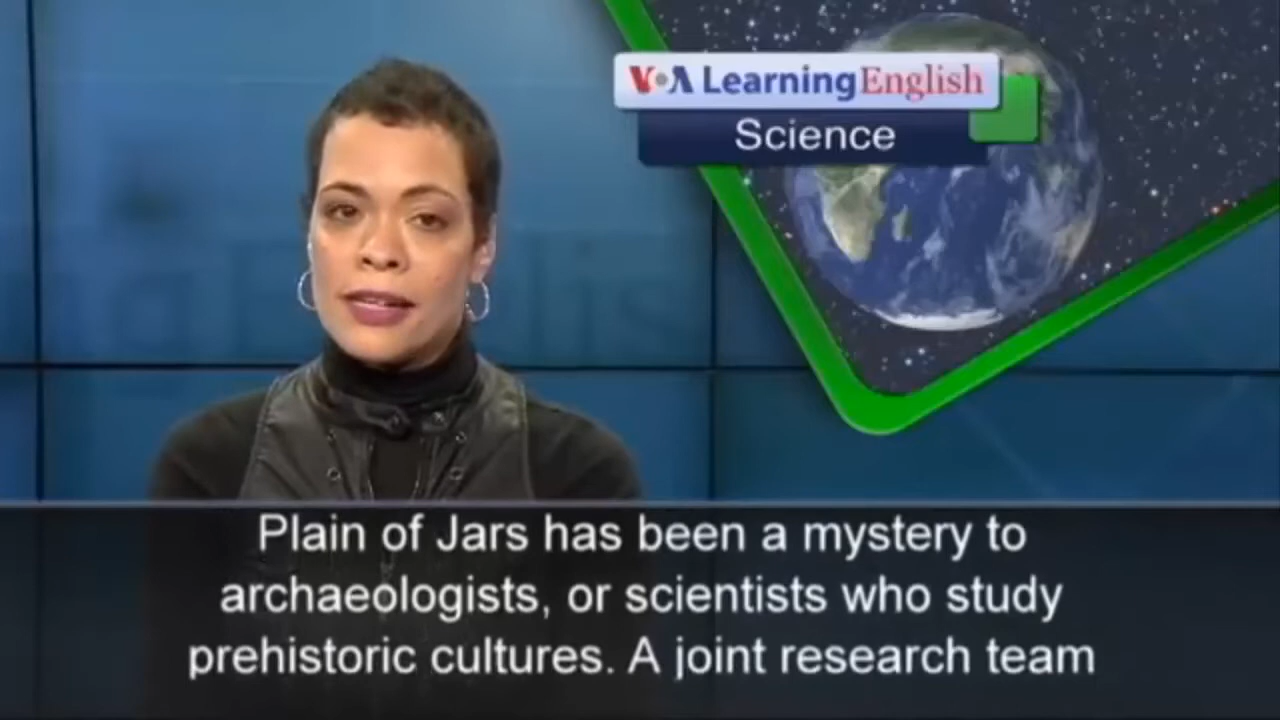 VOA Learning English
Science
Plain of Jars has been a mystery to
archaeologists, or scientists who study
prehistoric cultures. A joint research team